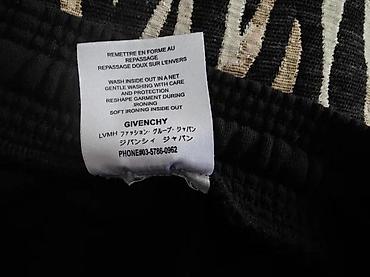 REMETTRE EN FORME AU
REPASSAGE
REPASSAGE DOUX SUR L'ENVERS
WASH INSIDE OUT IN A NET
GENTLE WASHING WITH CARE
AND PROTECTION
RESHAPE GARMENT DURING
IRONING
SOFT IRONING INSIDE OUT
GIVENCHY
LVMH ファッション・グループ・ジャパン
ジバンシィ ジャパン
PHONE#03-5786-0962